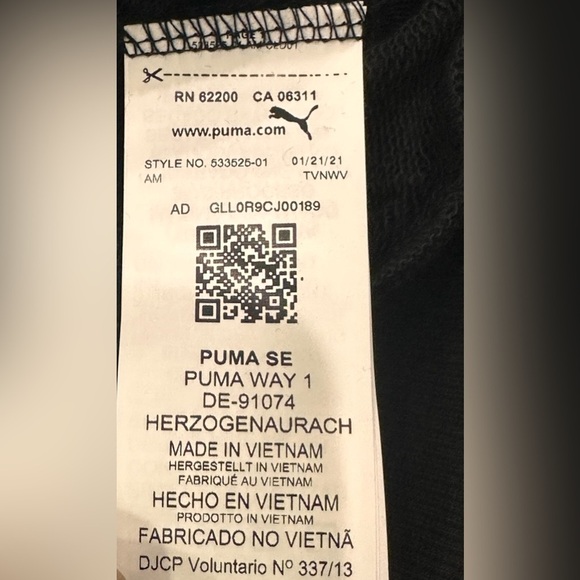 RN 62200 CA 06311
www.puma.com
STYLE NO. 533525-01 01/21/21
AM TVNWV
AD GLL0R9CJ00189
PUMA SE
PUMA WAY 1
DE-91074
HERZOGENAURACH
MADE IN VIETNAM
HERGESTELLT IN VIETNAM
FABRIQUÉ AU VIETNAM
HECHO EN VIETNAM
PRODOTTO IN VIETNAM
FABRICADO NO VIETNÃ
DJCP Voluntario Nº 337/13